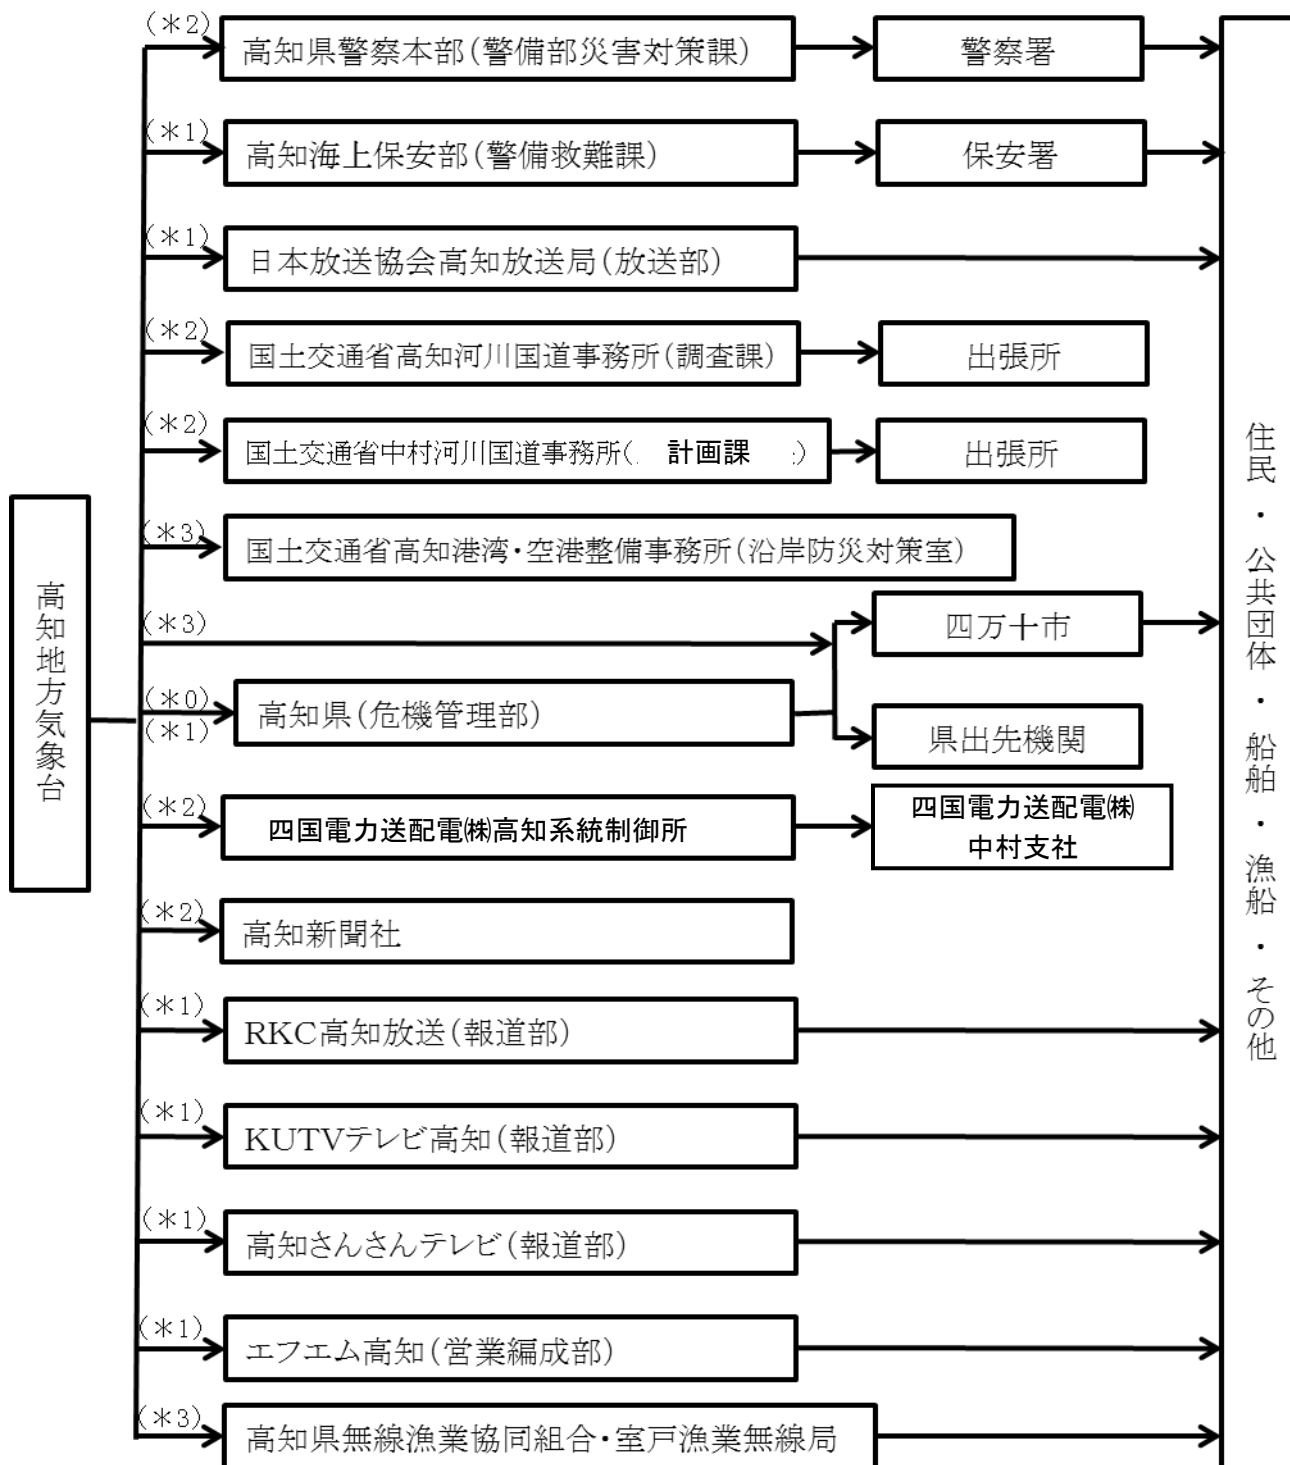 (*2)
高知県警察本部(警備部災害対策課)
警察署
(*1)
高知海上保安部(警備救難課)
保安署
(*1)
日本放送協会高知放送局(放送部)
(*2)
国土交通省高知河川国道事務所(調査課)
出張所
(*2)
国土交通省中村河川国道事務所( 計画課 )
出張所
(*3)
国土交通省高知港湾・空港整備事務所(沿岸防災対策室)
高知地方気象台
(*3)
四万十市
(*0)
(*1)
高知県(危機管理部)
県出先機関
(*2)
四国電力送配電㈱高知系統制御所
四国電力送配電㈱
中村支社
(*2)
高知新聞社
(*1)
RKC高知放送(報道部)
(*1)
KUTVテレビ高知(報道部)
(*1)
高知さんさんテレビ(報道部)
(*1)
エフエム高知(営業編成部)
(*3)
高知県無線漁業協同組合・室戸漁業無線局
住民・公共団体・船舶・漁船・その他